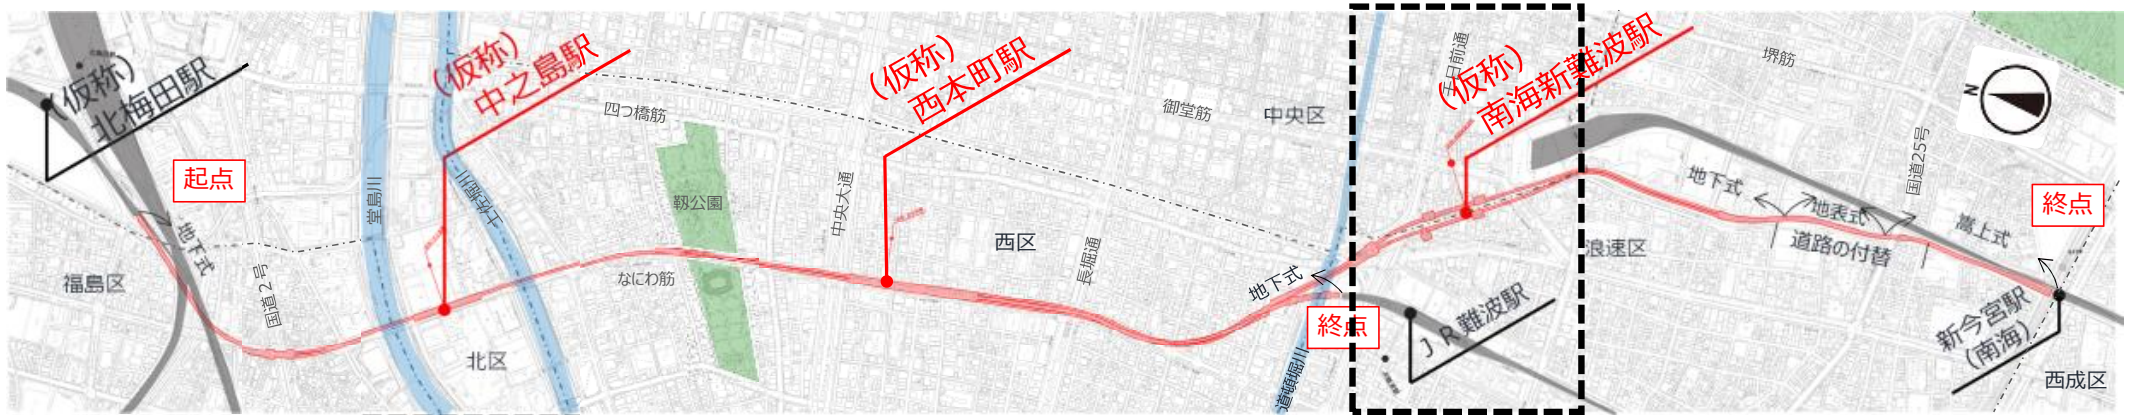 (仮称)
北梅田駅
起点
地下式
福島区
国道2号
堂島川
土佐堀川
(仮称)
中之島駅
北区
四つ橋筋
なにわ筋
靱公園
中央大通
(仮称)
西本町駅
西区
長堀通
御堂筋
中央区
地下式
終点
道頓堀川
JR難波駅
千日前通
(仮称)
南海新難波駅
堺筋
浪速区
地下式
地表式
道路の付替
嵩上式
国道25号
N
終点
新今宮駅
(南海)
西成区